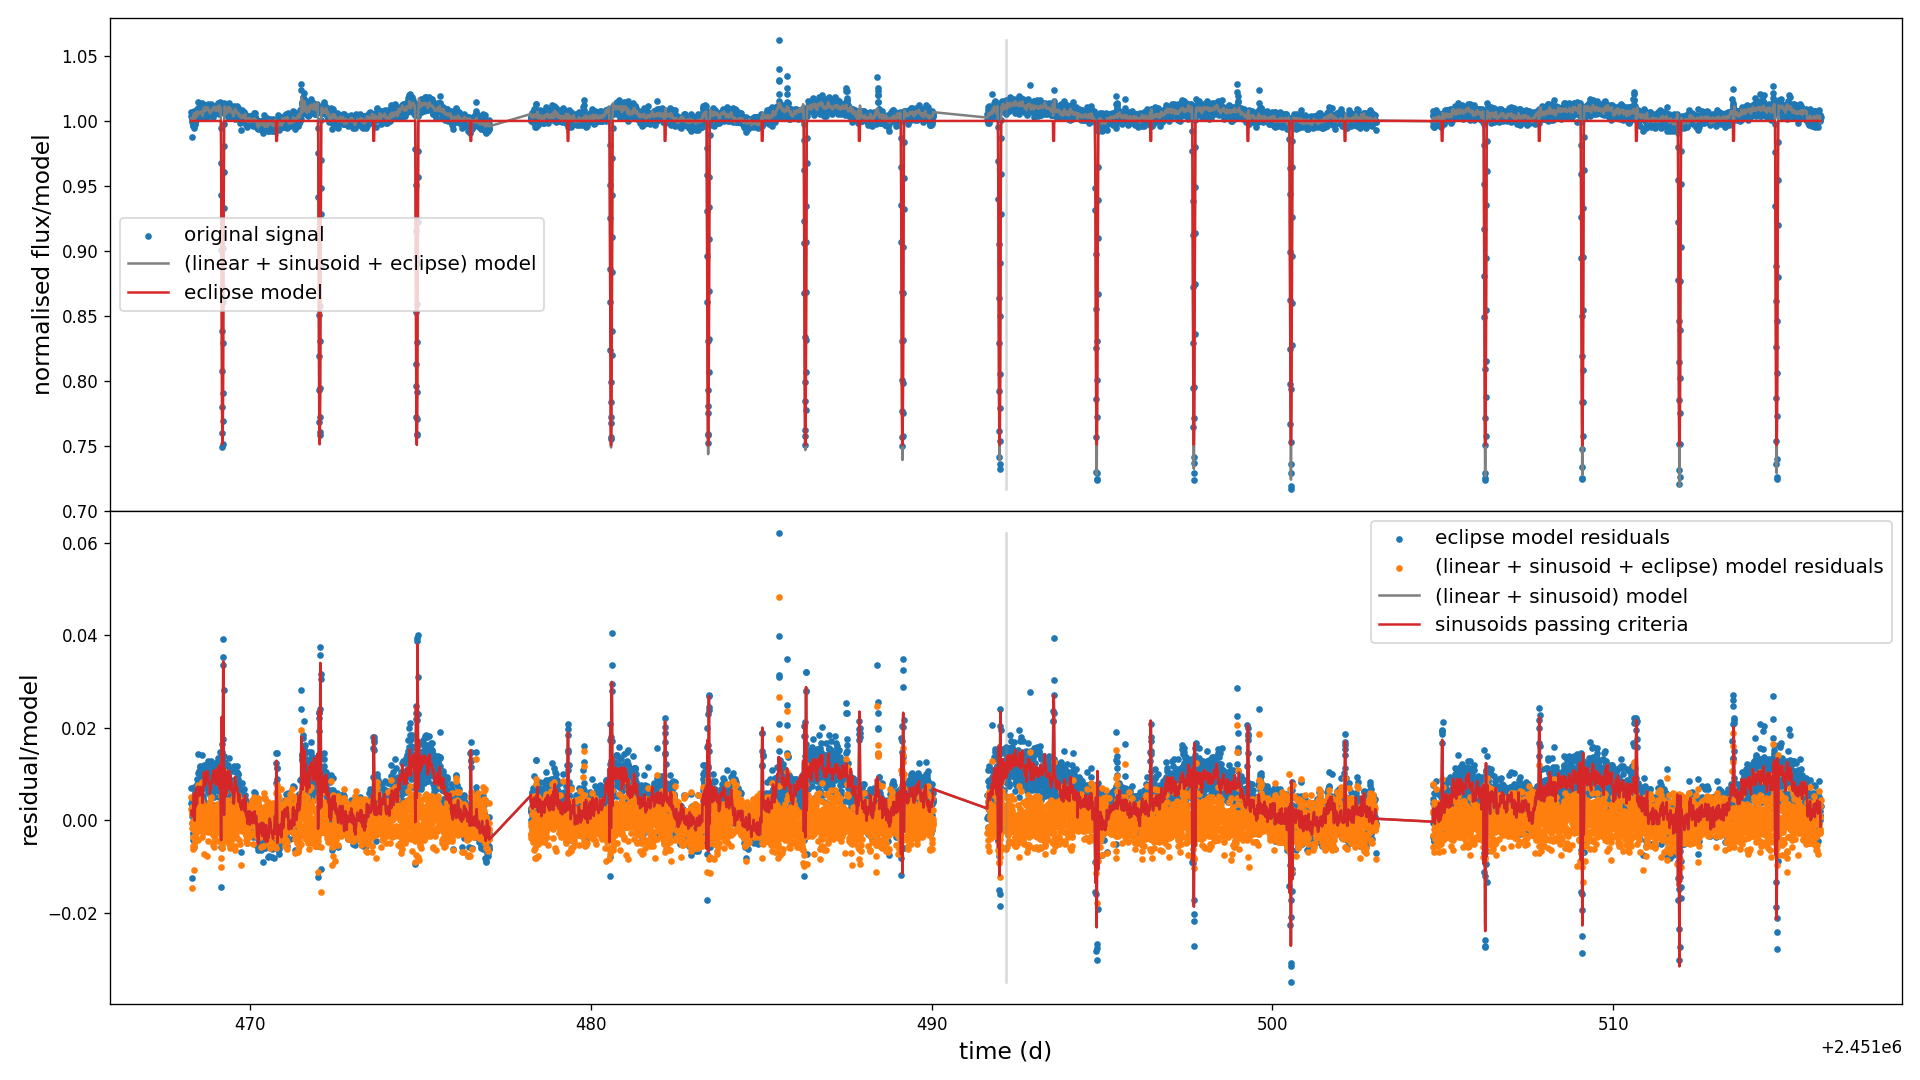 normalised flux/model
1.05
1.00
0.95
0.90
0.85
0.80
0.75
0.70
original signal
(linear + sinusoid + eclipse) model
eclipse model
residual/model
0.06
0.04
0.02
0.00
−0.02
eclipse model residuals
(linear + sinusoid + eclipse) model residuals
(linear + sinusoid) model
sinusoids passing criteria
470 480 490 500 510
time (d)
+2.451e6